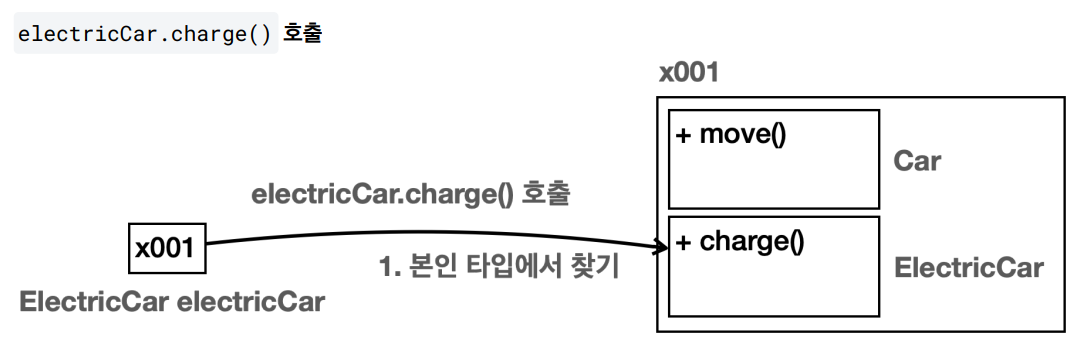 electricCar.charge() 호출
x001
+ move()
Car
electricCar.charge() 호출
x001
1. 본인 타입에서 찾기
+ charge()
ElectricCar
ElectricCar electricCar